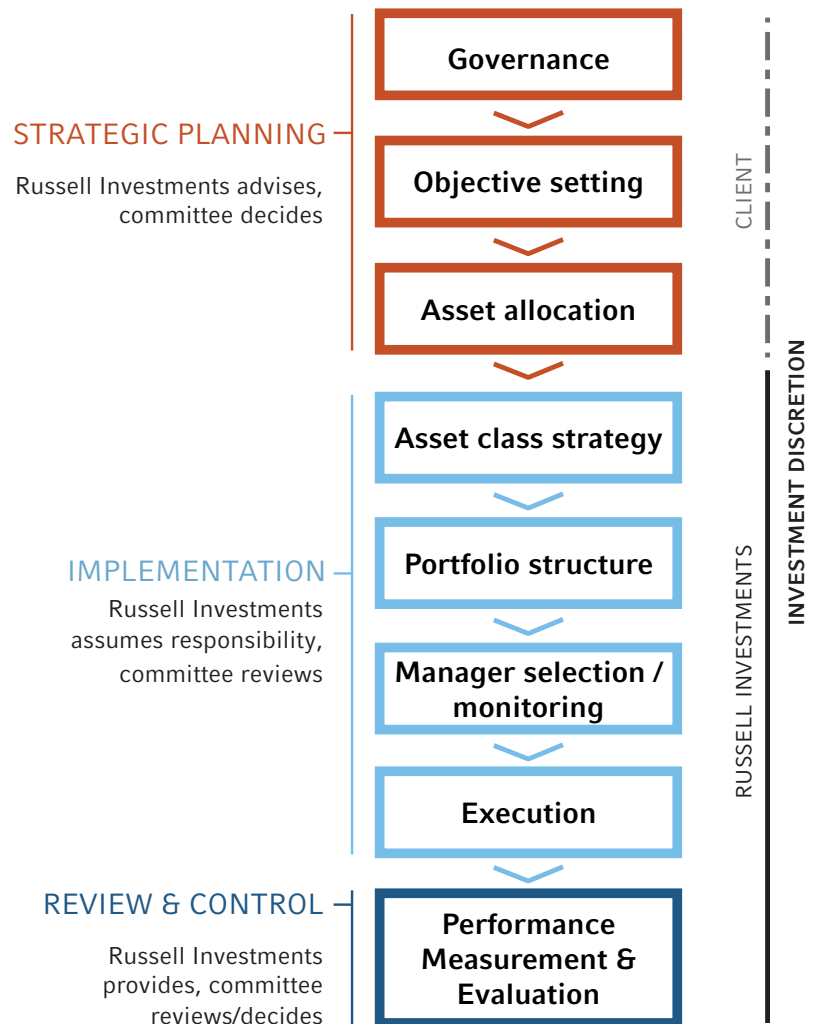 Governance
STRATEGIC PLANNING
Russell Investments advises,
committee decides
Objective setting
Asset allocation
CLIENT
Asset class strategy
IMPLEMENTATION
Russell Investments
assumes responsibility,
committee reviews
Portfolio structure
Manager selection /
monitoring
Execution
RUSSELL INVESTMENTS
INVESTMENT DISCRETION
REVIEW & CONTROL
Russell Investments
provides, committee
reviews/decides
Performance
Measurement &
Evaluation